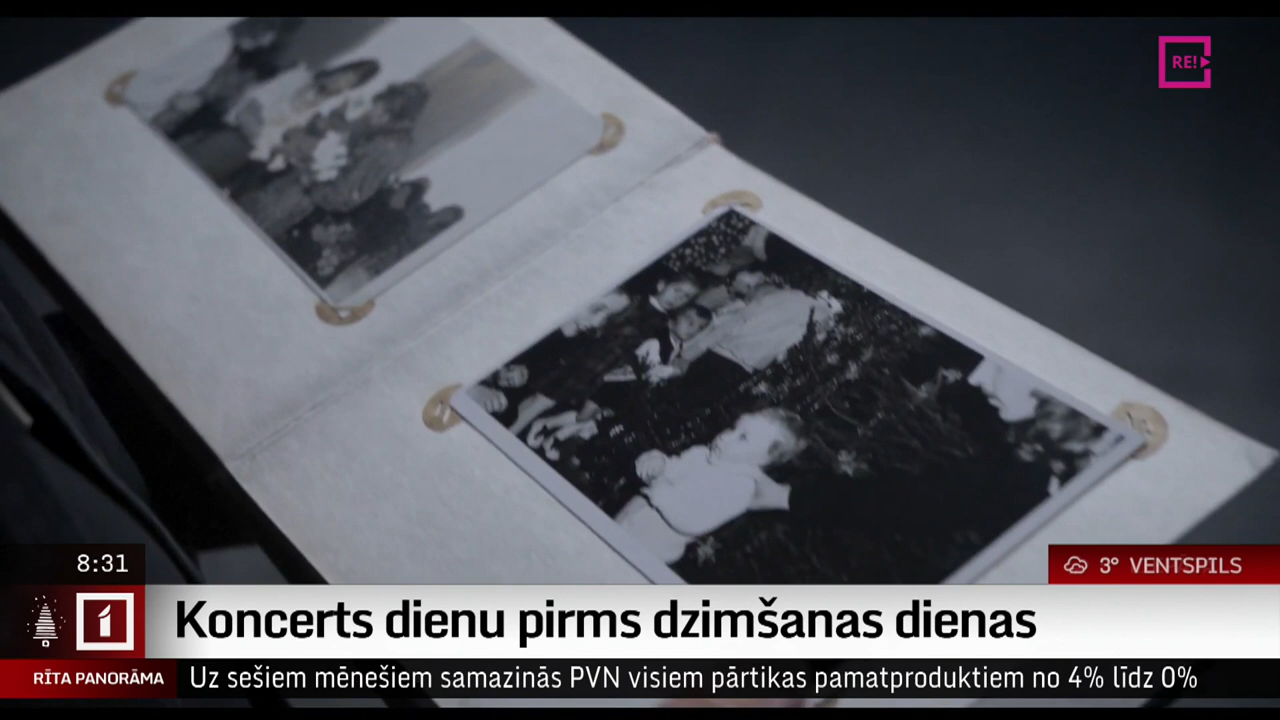 RE!
8:31
3° VENTSPILS
1
Koncerts dienu pirms dzimšanas dienas
RĪTA PANORĀMA
Uz sešiem mēnešiem samazinās PVN visiem pārtikas pamatproduktiem no 4% līdz 0%